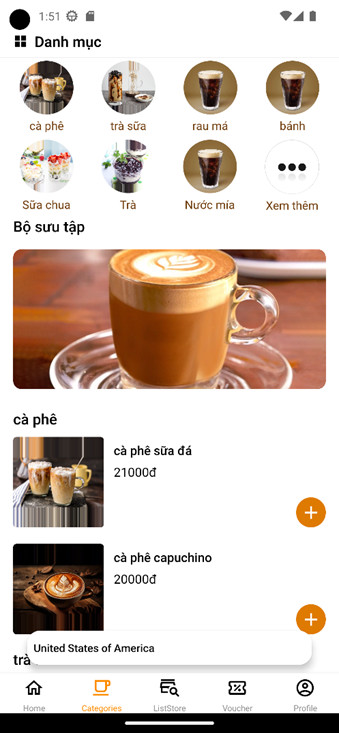 1:51
Danh mục
cà phê
trà sữa
rau má
bánh
Sữa chua
Trà
Nước mía
Xem thêm
Bộ sưu tập
cà phê
cà phê sữa đá
21000đ
cà phê capuchino
20000đ
United States of America
Home
Categories
ListStore
Voucher
Profile